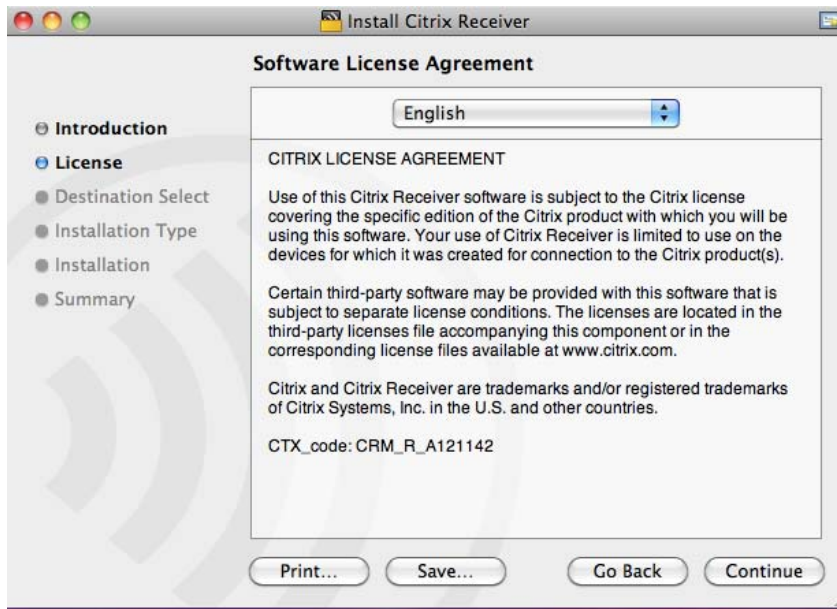 Install Citrix Receiver
Software License Agreement
Introduction
License
Destination Select
Installation Type
Installation
Summary
English
CITRIX LICENSE AGREEMENT
Use of this Citrix Receiver software is subject to the Citrix license
covering the specific edition of the Citrix product with which you will be
using this software. Your use of Citrix Receiver is limited to use on the
devices for which it was created for connection to the Citrix product(s).
Certain third-party software may be provided with this software that is
subject to separate license conditions. The licenses are located in the
third-party licenses file accompanying this component or in the
corresponding license files available at www.citrix.com.
Citrix and Citrix Receiver are trademarks and/or registered trademarks
of Citrix Systems, Inc. in the U.S. and other countries.
CTX_code: CRM_R_A121142
Print...
Save...
Go Back
Continue